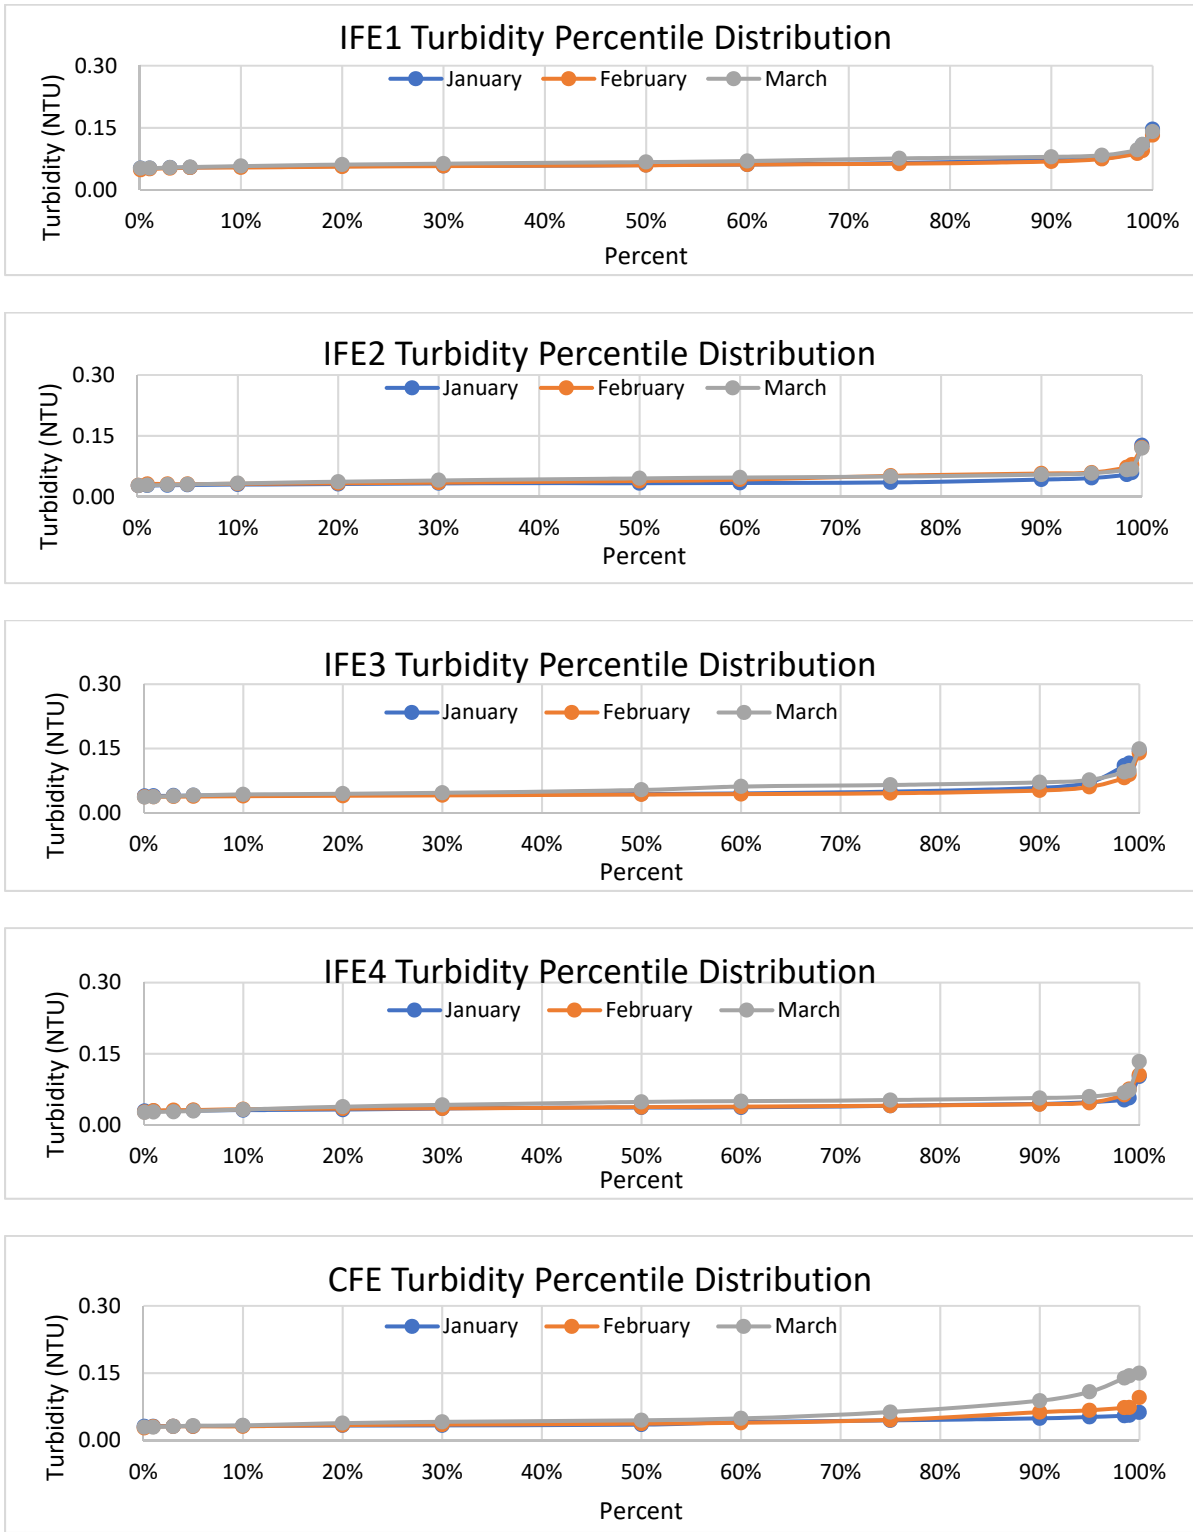 IFE1 Turbidity Percentile Distribution
January February March
Turbidity (NTU)
0.30
0.15
0.00
0% 10% 20% 30% 40% 50% 60% 70% 80% 90% 100%
Percent
IFE2 Turbidity Percentile Distribution
January February March
Turbidity (NTU)
0.30
0.15
0.00
0% 10% 20% 30% 40% 50% 60% 70% 80% 90% 100%
Percent
IFE3 Turbidity Percentile Distribution
January February March
Turbidity (NTU)
0.30
0.15
0.00
0% 10% 20% 30% 40% 50% 60% 70% 80% 90% 100%
Percent
IFE4 Turbidity Percentile Distribution
January February March
Turbidity (NTU)
0.30
0.15
0.00
0% 10% 20% 30% 40% 50% 60% 70% 80% 90% 100%
Percent
CFE Turbidity Percentile Distribution
January February March
Turbidity (NTU)
0.30
0.15
0.00
0% 10% 20% 30% 40% 50% 60% 70% 80% 90% 100%
Percent